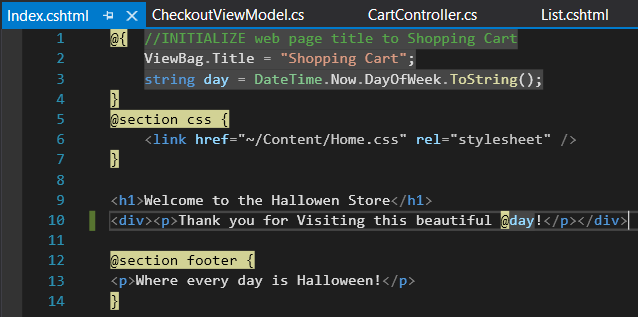 Index.cshtml CheckoutViewModel.cs CartController.cs List.cshtml
1 @{ //INITIALIZE web page title to Shopping Cart
2 ViewBag.Title = "Shopping Cart";
3 string day = DateTime.Now.DayOfWeek.ToString();
4 }
5 @section css {
6 <link href="~/Content/Home.css" rel="stylesheet" />
7 }
8
9 <h1>Welcome to the Hallowen Store</h1>
10 <div><p>Thank you for Visiting this beautiful @day!</p></div>
11
12 @section footer {
13 <p>Where every day is Halloween!</p>
14 }